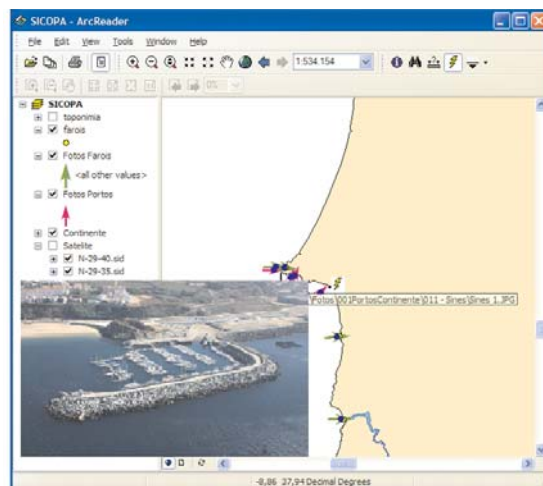 SICOPA - ArcReader
File Edit View Tools Window Help
1:534.154
0%
SICOPA
toponimia
farois
Fotos Farois
<all other values>
Fotos Portos
Continente
Satelite
N-29-40.sid
N-29-35.sid
\Fotos\001PortosContinente\011 - Sines\Sines 1.JPG
-8,86 37,94 Decimal Degrees